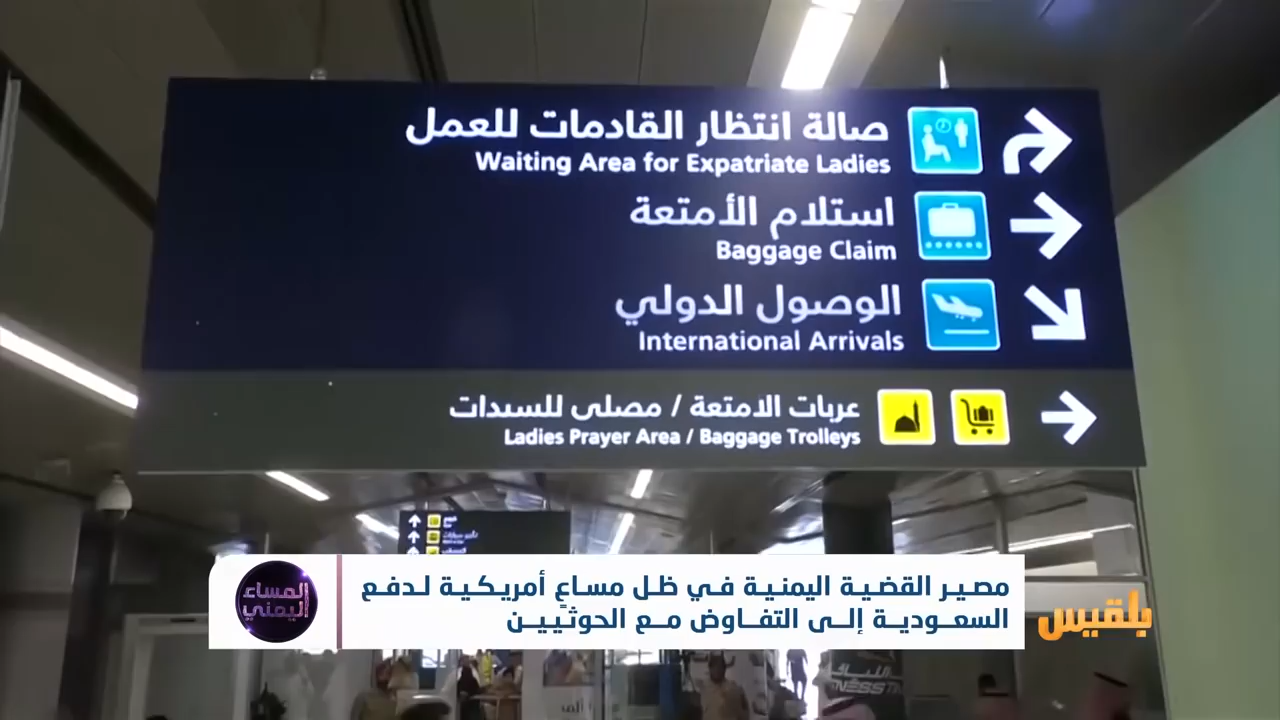 صالة انتظار القادمات للعمل
Waiting Area for Expatriate Ladies
استلام الأمتعة
Baggage Claim
الوصول الدولي
International Arrivals
عربات الامتعة / مصلى للسيدات
Ladies Prayer Area / Baggage Trolleys
المساء
اليمني
مصير القضية اليمنية في ظل مساعٍ أمريكية لدفع
السعودية إلى التفاوض مع الحوثيين
بلقيس